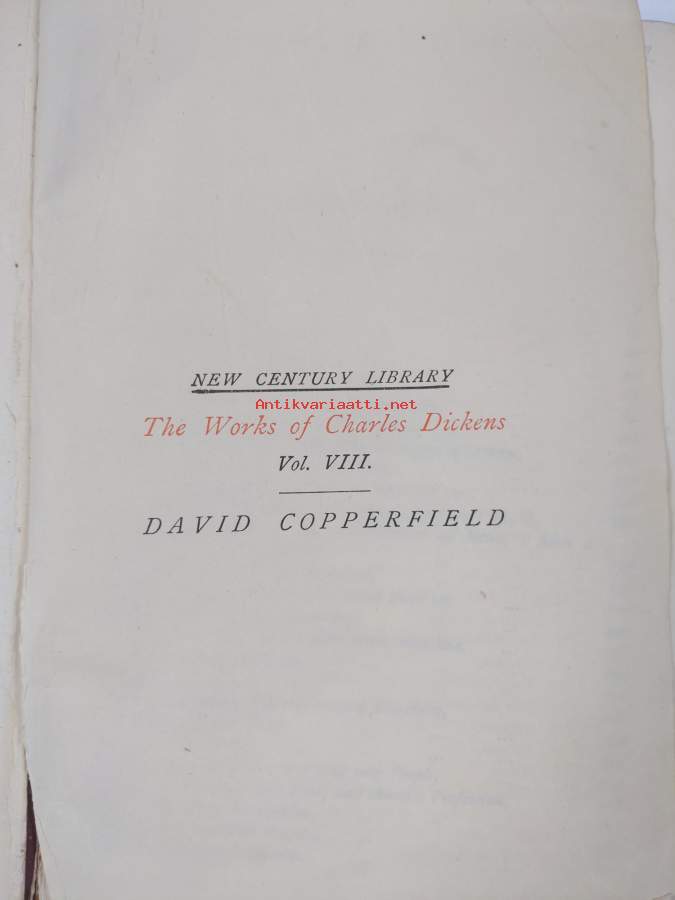 NEW CENTURY LIBRARY
Antikvariaatti.net
The Works of Charles Dickens
Vol. VIII.
DAVID COPPERFIELD